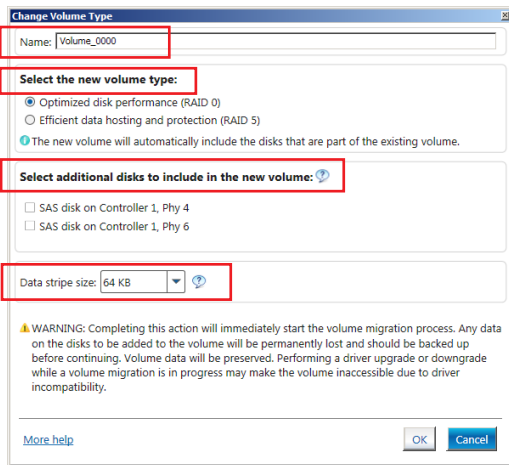 Change Volume Type
Name: Volume_0000
Select the new volume type:
Optimized disk performance (RAID 0)
Efficient data hosting and protection (RAID 5)
The new volume will automatically include the disks that are part of the existing volume.
Select additional disks to include in the new volume:
SAS disk on Controller 1, Phy 4
SAS disk on Controller 1, Phy 6
Data stripe size: 64 KB
WARNING: Completing this action will immediately start the volume migration process. Any data
on the disks to be added to the volume will be permanently lost and should be backed up
before continuing. Volume data will be preserved. Performing a driver upgrade or downgrade
while a volume migration is in progress may make the volume inaccessible due to driver
incompatibility.
More help
OK
Cancel